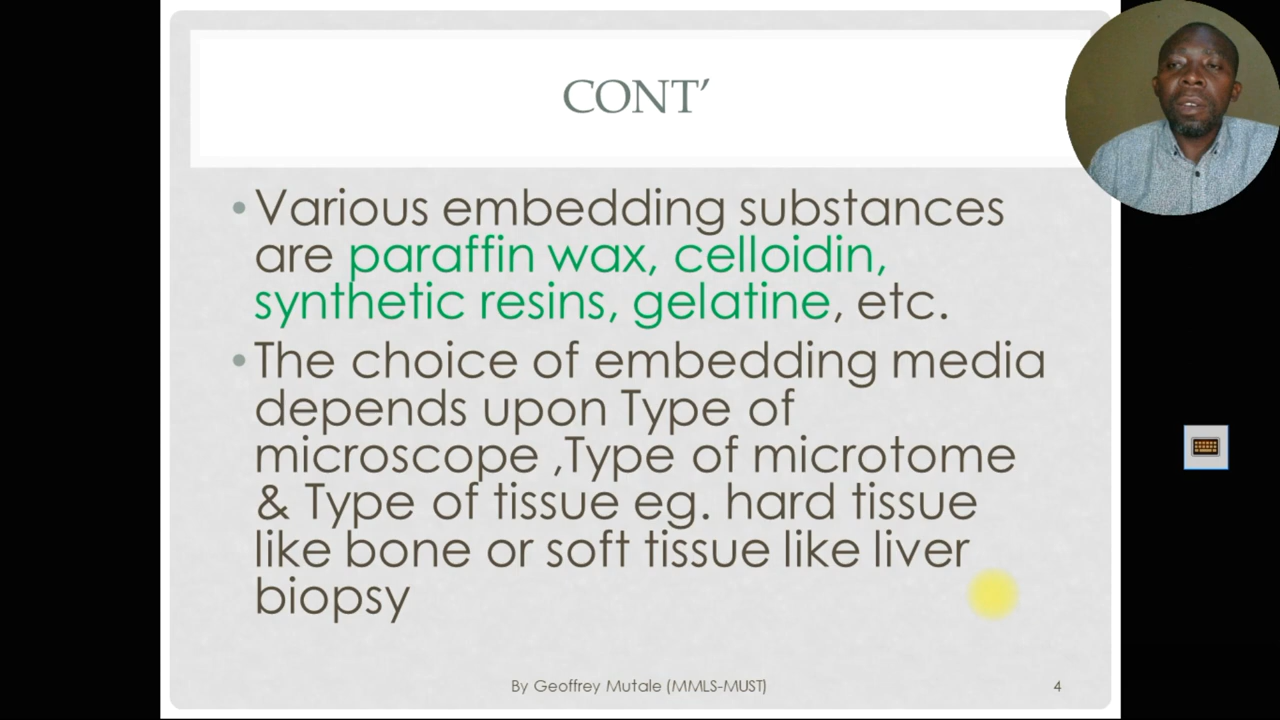 CONT’
• Various embedding substances
are paraffin wax, celloidin,
synthetic resins, gelatine, etc.
• The choice of embedding media
depends upon Type of
microscope ,Type of microtome
& Type of tissue eg. hard tissue
like bone or soft tissue like liver
biopsy
By Geoffrey Mutale (MMLS-MUST)
4